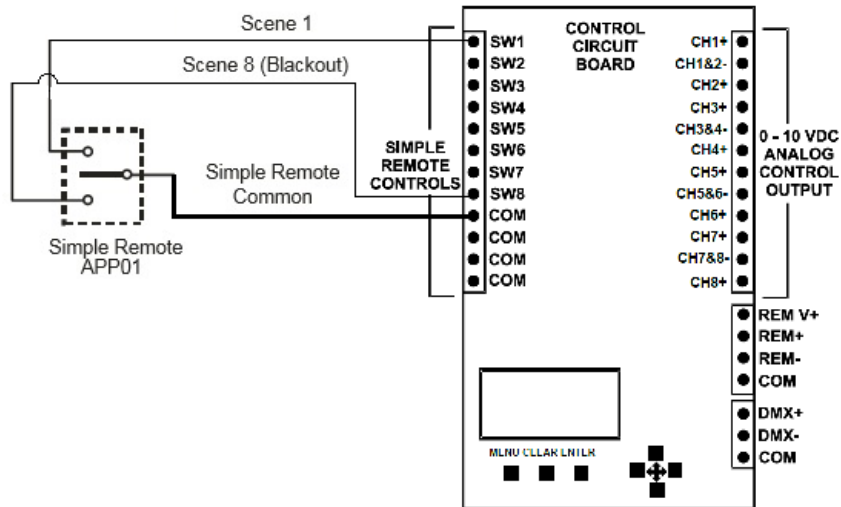 Scene 1
Scene 8 (Blackout)
Simple Remote
Common
Simple Remote
APP01
SIMPLE
REMOTE
CONTROLS
SW1
SW2
SW3
SW4
SW5
SW6
SW7
SW8
COM
COM
COM
COM
CONTROL
CIRCUIT
BOARD
CH1+
CH1&2-
CH2+
CH3+
CH3&4-
CH4+
CH5+
CH5&6-
CH6+
CH7+
CH7&8-
CH8+
0 - 10 VDC
ANALOG
CONTROL
OUTPUT
REM V+
REM+
REM-
COM
DMX+
DMX-
COM
MENU CLEAR ENTER